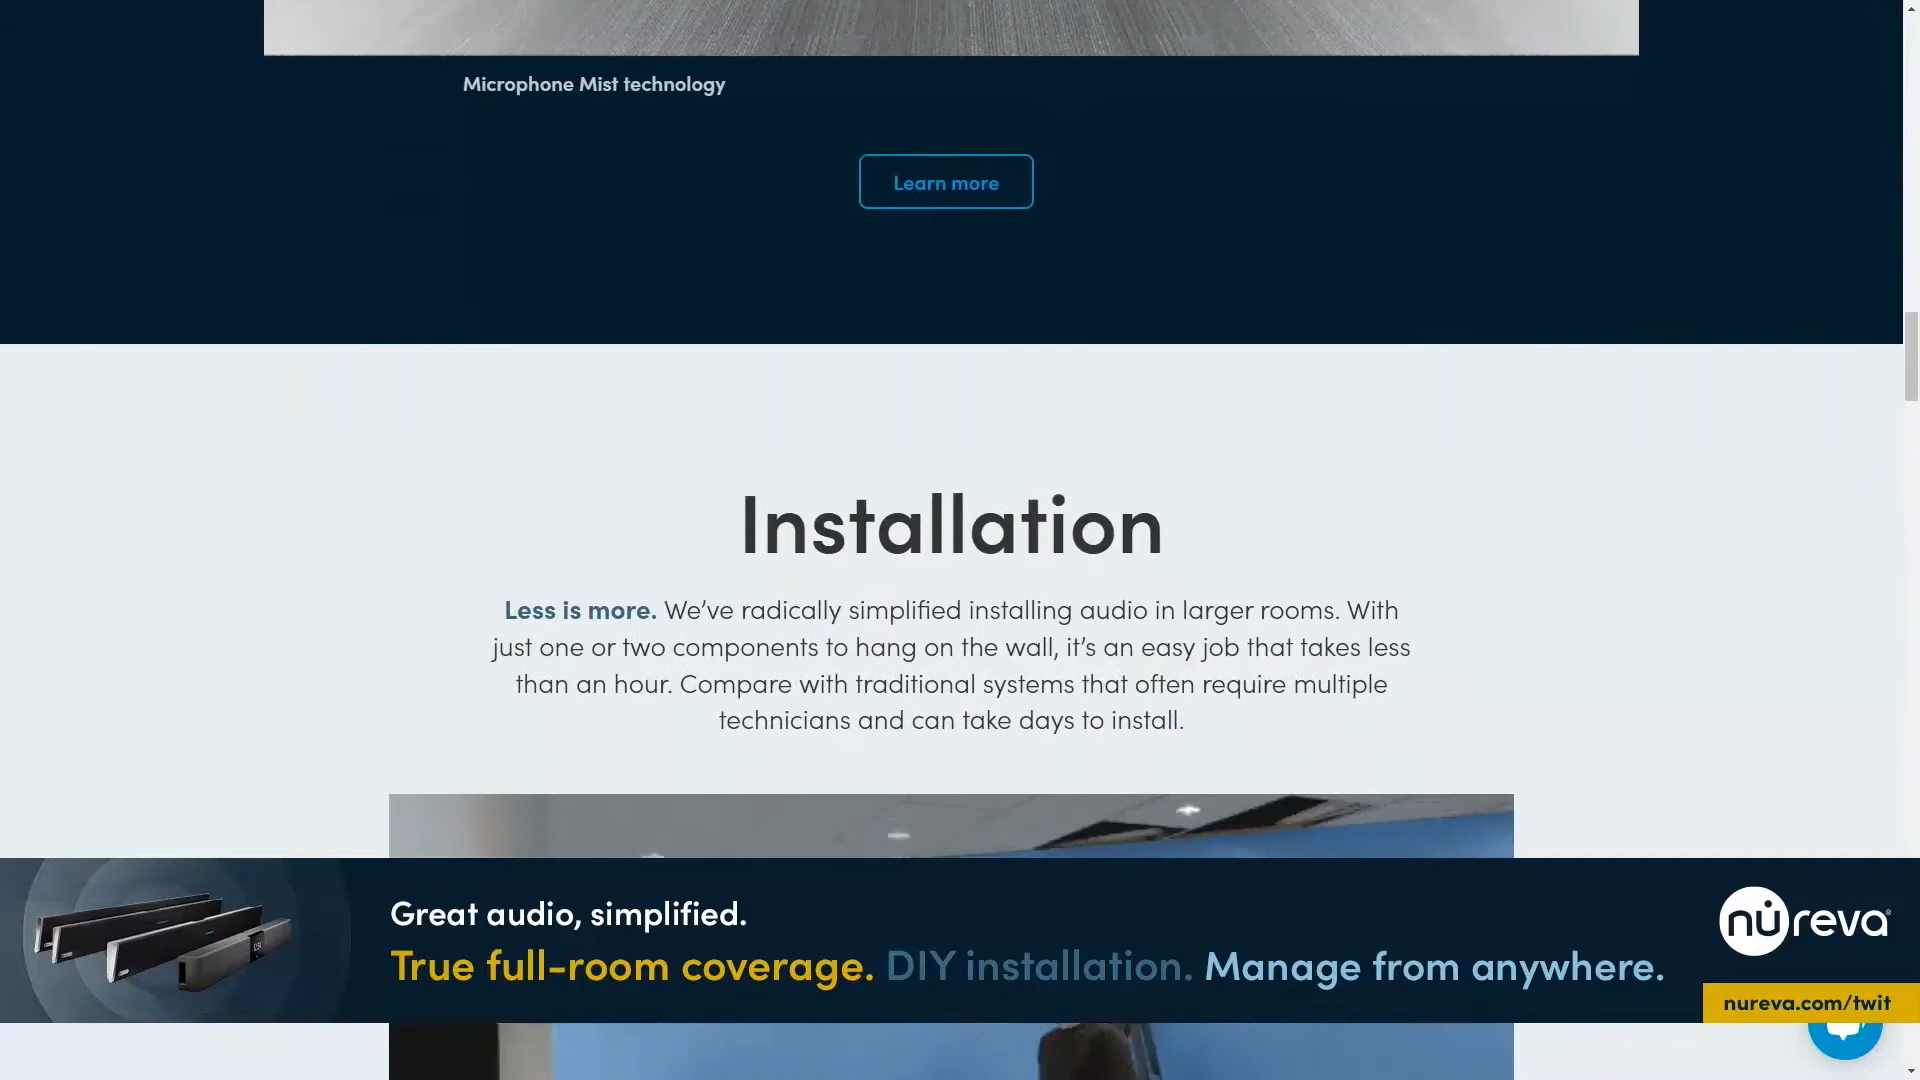 Microphone Mist technology
Learn more
Installation
Less is more. We’ve radically simplified installing audio in larger rooms. With
just one or two components to hang on the wall, it’s an easy job that takes less
than an hour. Compare with traditional systems that often require multiple
technicians and can take days to install.
Great audio, simplified.
True full-room coverage. DIY installation. Manage from anywhere.
nureva
nureva.com/twit